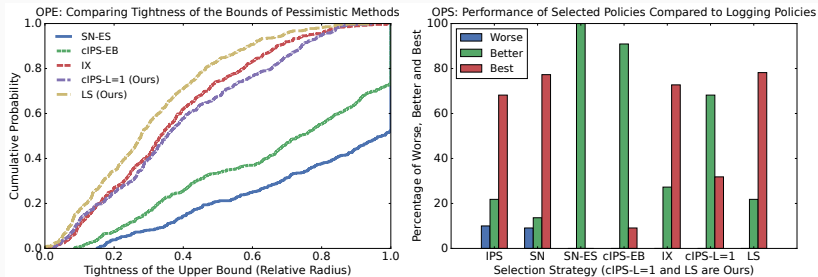 OPE: Comparing Tightness of the Bounds of Pessimistic Methods
1.0
0.8
0.6
0.4
0.2
0.0
Cumulative Probability
SN-ES
cIPS-EB
IX
cIPS-L=1 (Ours)
LS (Ours)
0.0 0.2 0.4 0.6 0.8 1.0
Tightness of the Upper Bound (Relative Radius)
OPS: Performance of Selected Policies Compared to Logging Policies
100
80
60
40
20
0
Percentage of Worse, Better and Best
Worse
Better
Best
IPS SN SN-ES cIPS-EB IX cIPS-L=1 LS
Selection Strategy (cIPS-L=1 and LS are Ours)